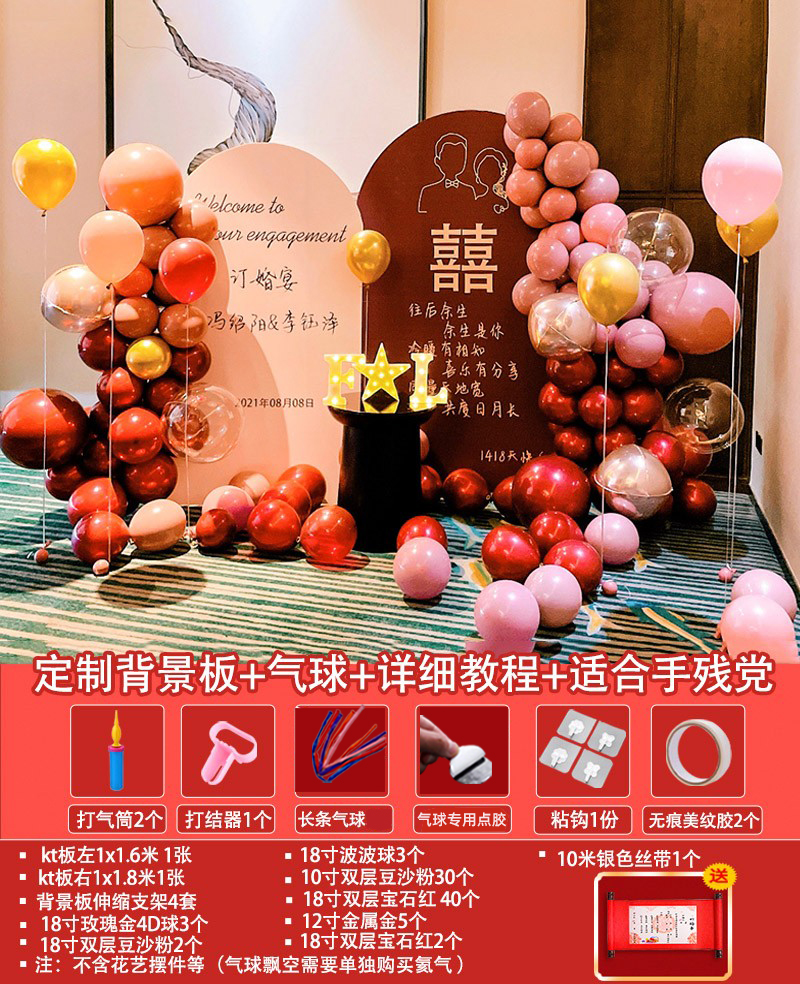 Welcome to
our engagement
订婚宴
冯绍阳&李钰泽
2021年08月08日
囍
往后余生
余生是你
冷暖有相知
喜乐有分享
天地宽
共度日月长
1418天
F★L
定制背景板+气球+详细教程+适合手残党
打气筒2个
打结器1个
长条气球
气球专用点胶
粘钩1份
无痕美纹胶2个
▪ kt板左1x1.6米 1张
▪ kt板右1x1.8米1张
▪ 背景板伸缩支架4套
▪ 18寸玫瑰金4D球3个
▪ 18寸双层豆沙粉2个
▪ 注：不含花艺摆件等（气球飘空需要单独购买氦气）
▪ 18寸波波球3个
▪ 10寸双层豆沙粉30个
▪ 18寸双层宝石红 40个
▪ 12寸金属金5个
▪ 18寸双层宝石红2个
▪ 10米银色丝带1个
送